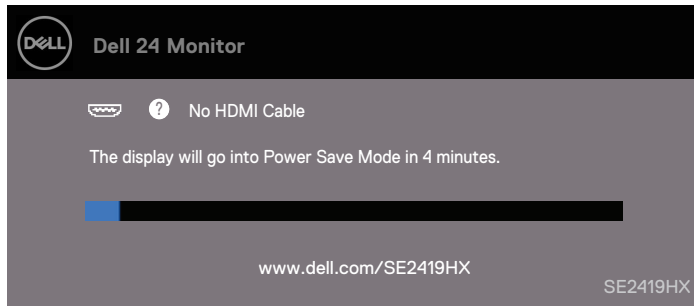 DELL
Dell 24 Monitor
? No HDMI Cable
The display will go into Power Save Mode in 4 minutes.
www.dell.com/SE2419HX
SE2419HX